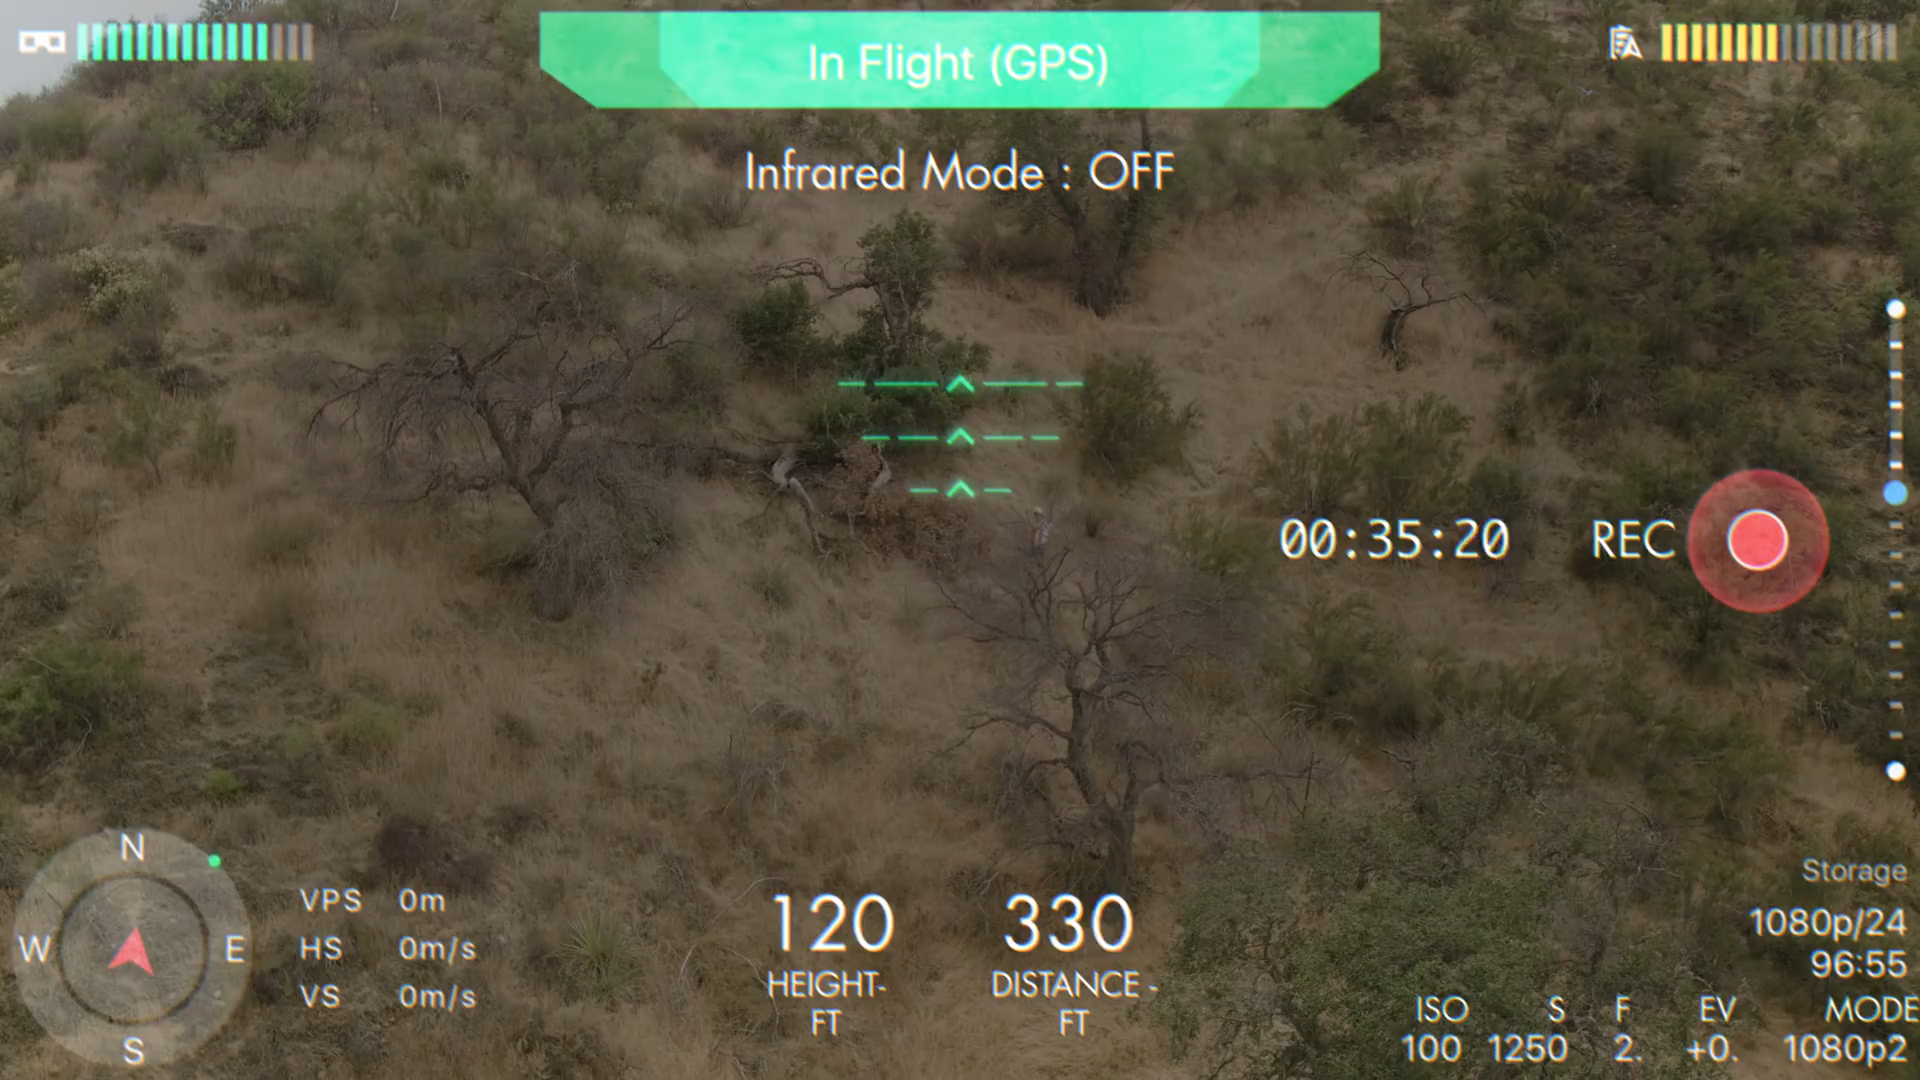 In Flight (GPS)
Infrared Mode : OFF
00:35:20 REC
N
W E
S
VPS 0m
HS 0m/s
VS 0m/s
120
HEIGHT-
FT
330
DISTANCE -
FT
Storage
1080p/24
96:55
ISO S F EV MODE
100 1250 2. +0. 1080p2